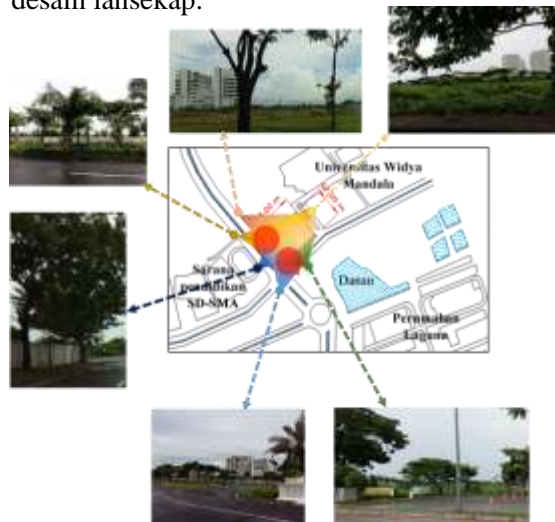 desain lansekap.
Universitas Widya
Mandala
Sarana
pendidikan
SD-SMA
Danau
Perumahan
Laguna